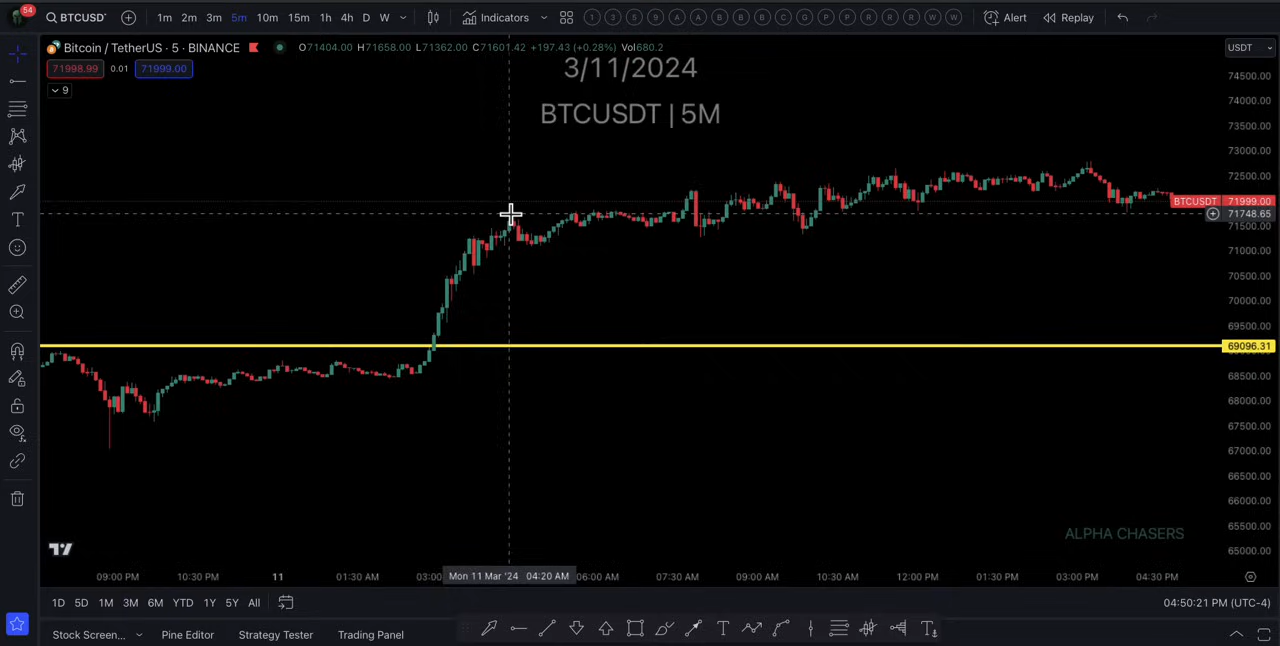 54
BTCUSDT
1m 2m 3m 5m 10m 15m 1h 4h D W
Indicators
1 3 5 9 A A B B B C G P P R R R W W
Alert
Replay
Bitcoin / TetherUS · 5 · BINANCE
O71404.00 H71658.00 L71362.00 C71601.42 +197.43 (+0.28%) Vol680.2
USDT
71998.99 0.01 71999.00
9
3/11/2024
BTCUSDT | 5M
74500.00
74000.00
73500.00
73000.00
72500.00
BTCUSDT 71999.00
71748.65
71500.00
71000.00
70500.00
70000.00
69500.00
69096.31
68500.00
68000.00
67500.00
67000.00
66500.00
66000.00
65500.00
65000.00
ALPHA CHASERS
09:00 PM 10:30 PM 11 01:30 AM 03:00 Mon 11 Mar '24 04:20 AM 06:00 AM 07:30 AM 09:00 AM 10:30 AM 12:00 PM 01:30 PM 03:00 PM 04:30 PM
1D 5D 1M 3M 6M YTD 1Y 5Y All
04:50:21 PM (UTC-4)
Stock Screen... Pine Editor Strategy Tester Trading Panel